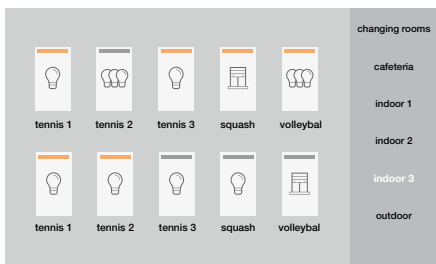 tennis 1 tennis 2 tennis 3 squash volleybal
tennis 1 tennis 2 tennis 3 squash volleybal
changing rooms
cafeteria
indoor 1
indoor 2
indoor 3
outdoor